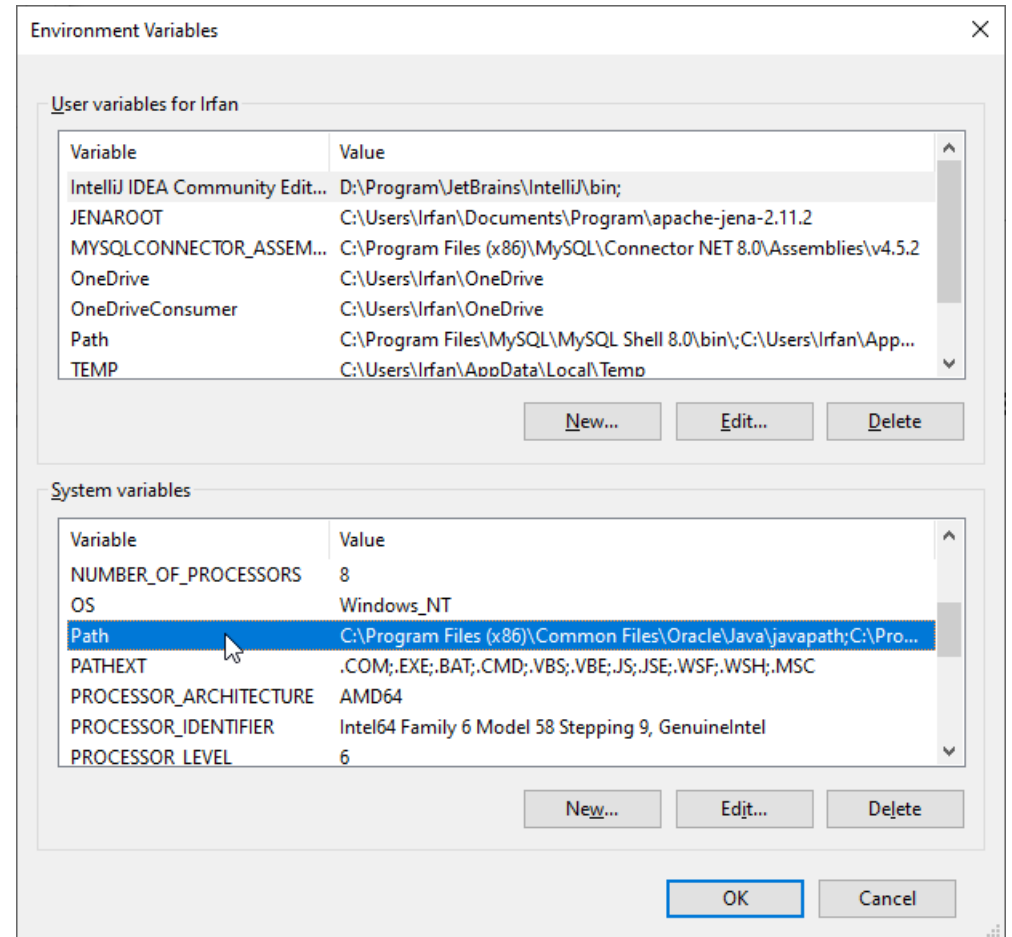 Environment Variables
User variables for Irfan
Variable Value
IntelliJ IDEA Community Edit... D:\Program\JetBrains\IntelliJ\bin;
JENAROOT C:\Users\Irfan\Documents\Program\apache-jena-2.11.2
MYSQLCONNECTOR_ASSEM... C:\Program Files (x86)\MySQL\Connector NET 8.0\Assemblies\v4.5.2
OneDrive C:\Users\Irfan\OneDrive
OneDriveConsumer C:\Users\Irfan\OneDrive
Path C:\Program Files\MySQL\MySQL Shell 8.0\bin\;C:\Users\Irfan\App...
TEMP C:\Users\Irfan\AppData\Local\Temp
New... Edit... Delete
System variables
Variable Value
NUMBER_OF_PROCESSORS 8
OS Windows_NT
Path C:\Program Files (x86)\Common Files\Oracle\Java\javapath;C:\Pro...
PATHEXT .COM;.EXE;.BAT;.CMD;.VBS;.VBE;.JS;.JSE;.WSF;.WSH;.MSC
PROCESSOR_ARCHITECTURE AMD64
PROCESSOR_IDENTIFIER Intel64 Family 6 Model 58 Stepping 9, GenuineIntel
PROCESSOR_LEVEL 6
New... Edit... Delete
OK Cancel